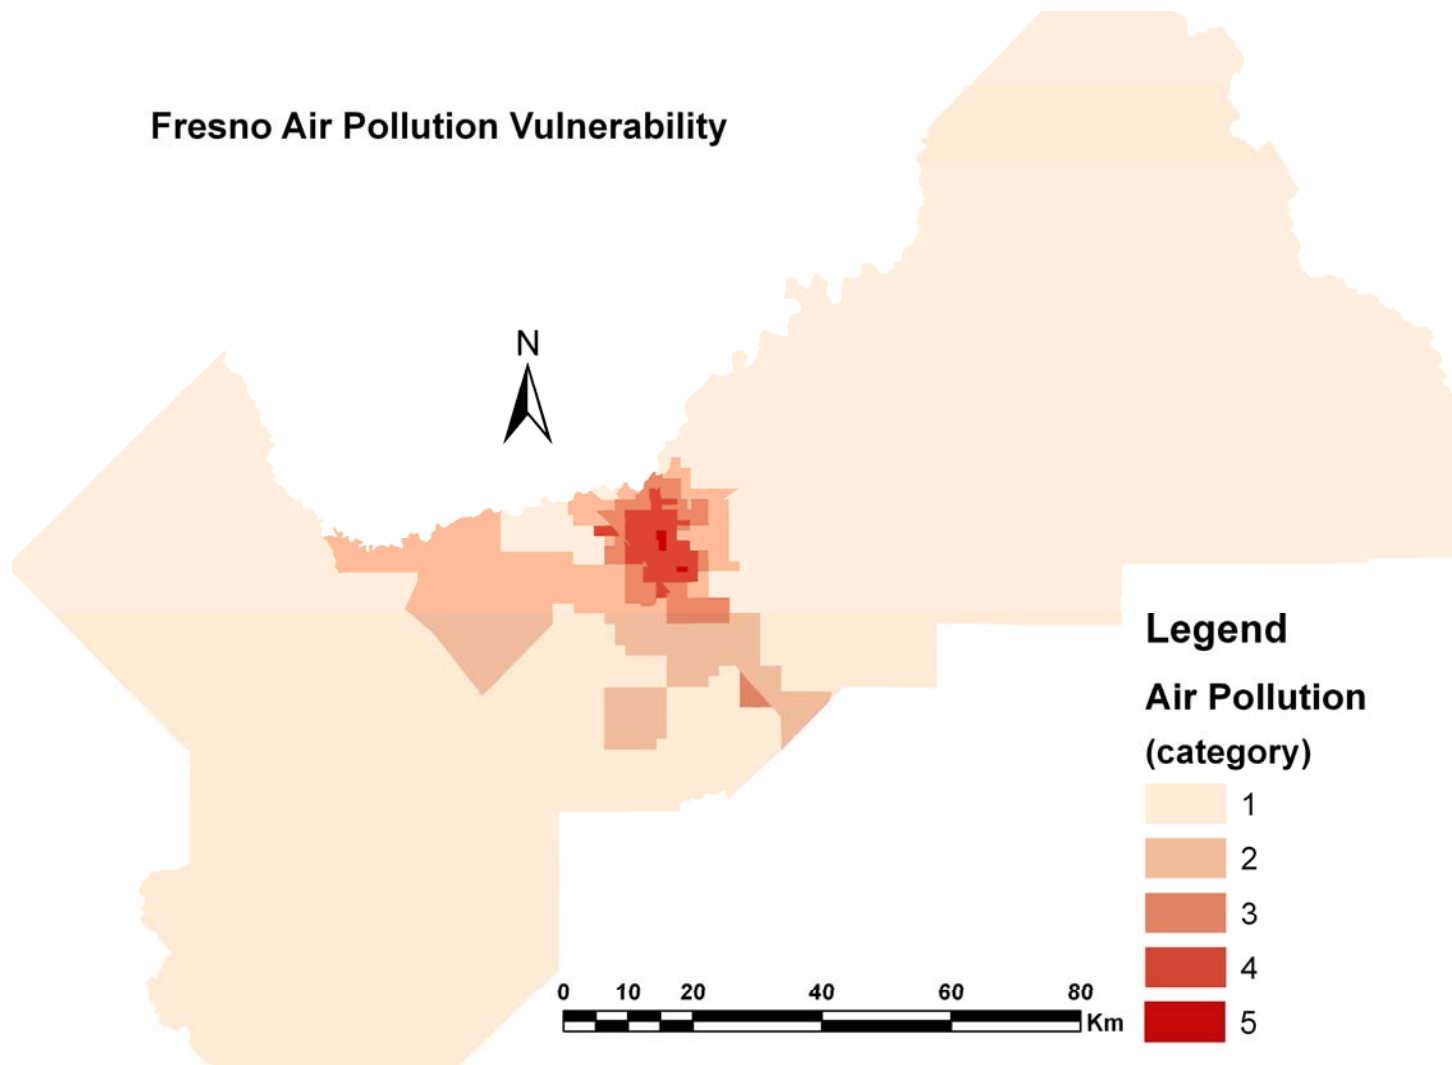 Fresno Air Pollution Vulnerability
N
Legend
Air Pollution
(category)
1
2
3
4
5
0 10 20 40 60 80
Km